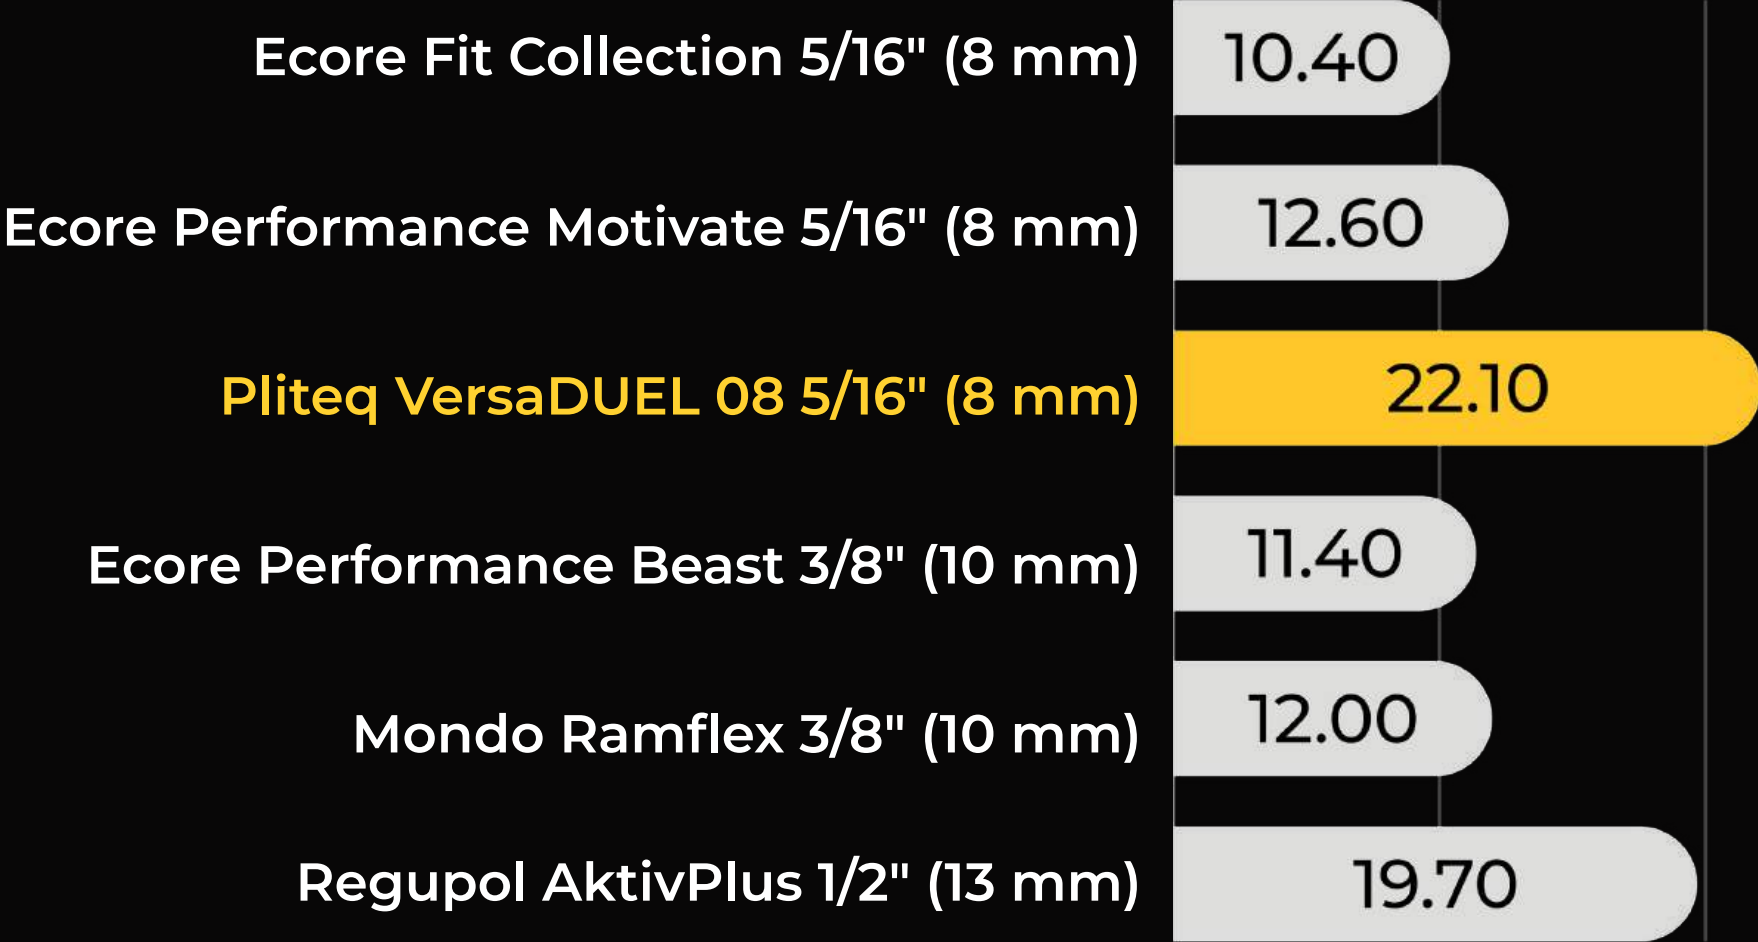 Ecore Fit Collection 5/16" (8 mm) 10.40
Ecore Performance Motivate 5/16" (8 mm) 12.60
Pliteq VersaDUEL 08 5/16" (8 mm) 22.10
Ecore Performance Beast 3/8" (10 mm) 11.40
Mondo Ramflex 3/8" (10 mm) 12.00
Regupol AktivPlus 1/2" (13 mm) 19.70